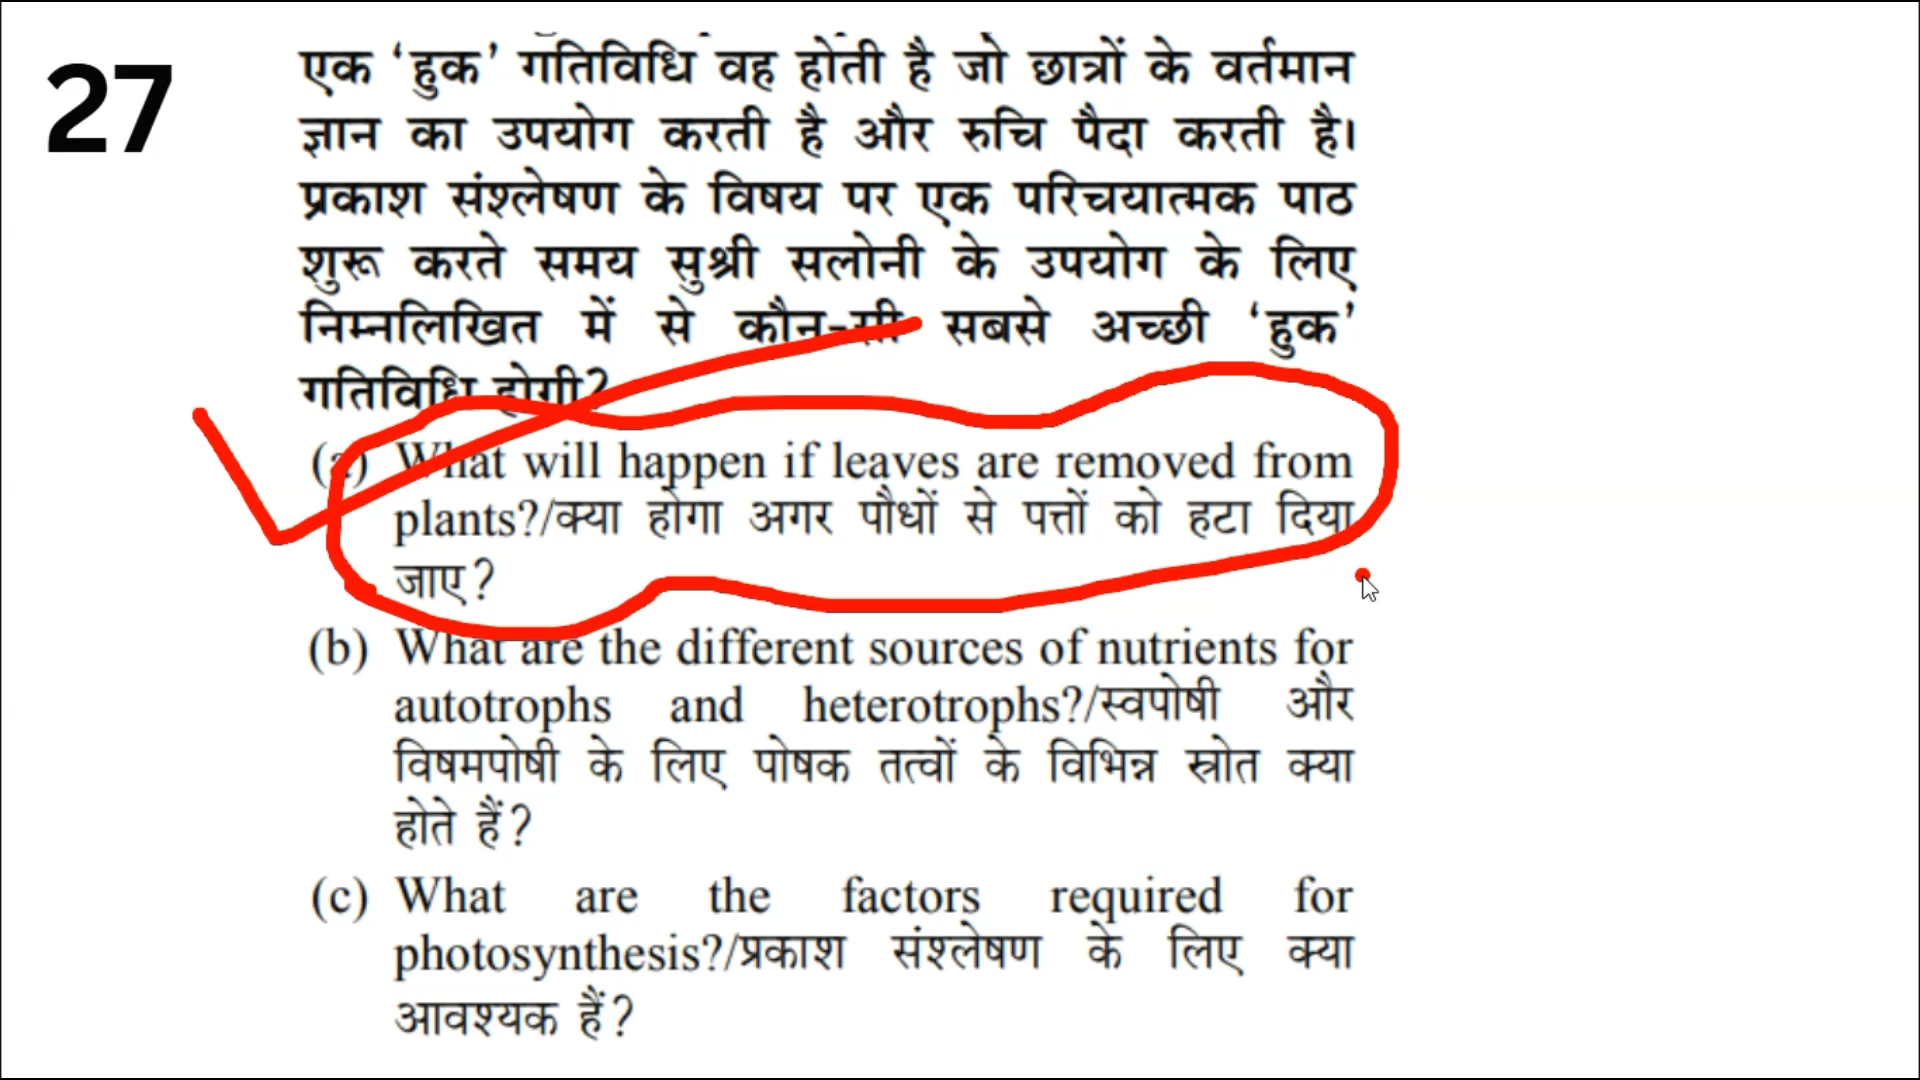 27
एक ‘हुक’ गतिविधि वह होती है जो छात्रों के वर्तमान
ज्ञान का उपयोग करती है और रुचि पैदा करती है।
प्रकाश संश्लेषण के विषय पर एक परिचयात्मक पाठ
शुरू करते समय सुश्री सलोनी के उपयोग के लिए
निम्नलिखित में से कौन-सी सबसे अच्छी ‘हुक’
गतिविधि होगी?
(a) What will happen if leaves are removed from
plants?/क्या होगा अगर पौधों से पत्तों को हटा दिया
जाए?
(b) What are the different sources of nutrients for
autotrophs and heterotrophs?/स्वपोषी और
विषमपोषी के लिए पोषक तत्वों के विभिन्न स्रोत क्या
होते हैं?
(c) What are the factors required for
photosynthesis?/प्रकाश संश्लेषण के लिए क्या
आवश्यक हैं?